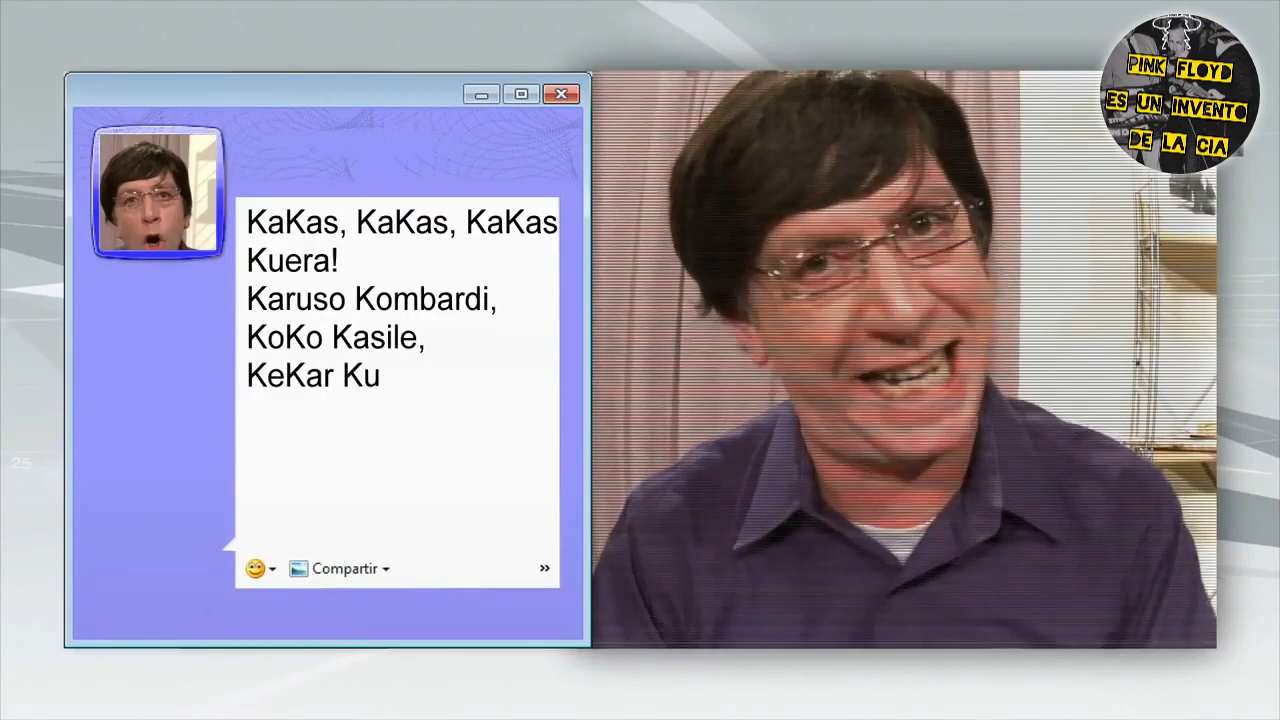 KaKas, KaKas, KaKas
Kuera!
Karuso Kombardi,
KoKo Kasile,
KeKar Ku
Compartir
PINK FLOYD
ES UN INVENTO
DE LA CIA
25